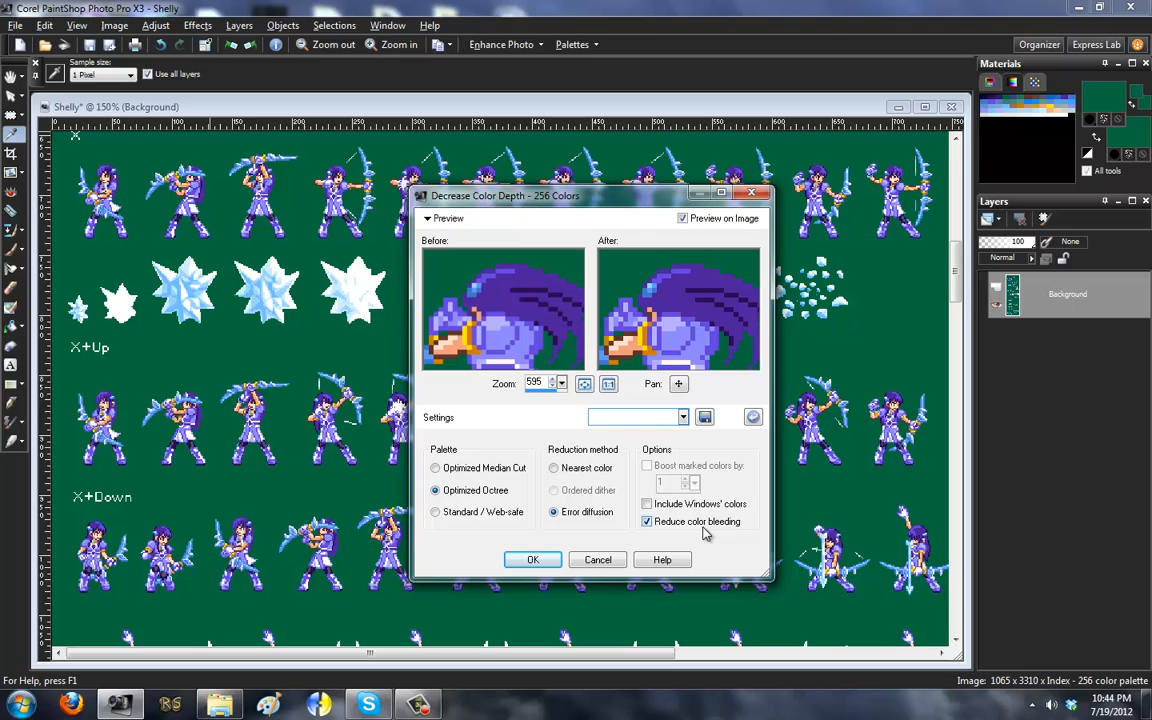 Corel PaintShop Photo Pro X3 - Shelly
File Edit View Image Adjust Effects Layers Objects Selections Window Help
Zoom out Zoom in Enhance Photo Palettes Organizer Express Lab
Sample size:
1 Pixel Use all layers
Materials
Shelly* @ 150% (Background)
All tools
X
Decrease Color Depth - 256 Colors
Preview Preview on Image
Before: After:
Layers
100 None
Normal
Background
X+Up
Zoom: 595 1:1 Pan:
Settings
Palette Reduction method Options
Optimized Median Cut Nearest color Boost marked colors by:
Optimized Octree Ordered dither 1
Standard / Web-safe Error diffusion Include Windows' colors
Reduce color bleeding
X+Down
OK Cancel Help
For Help, press F1 Image: 1065 x 3310 x Index - 256 color palette
RS
10:44 PM
7/19/2012